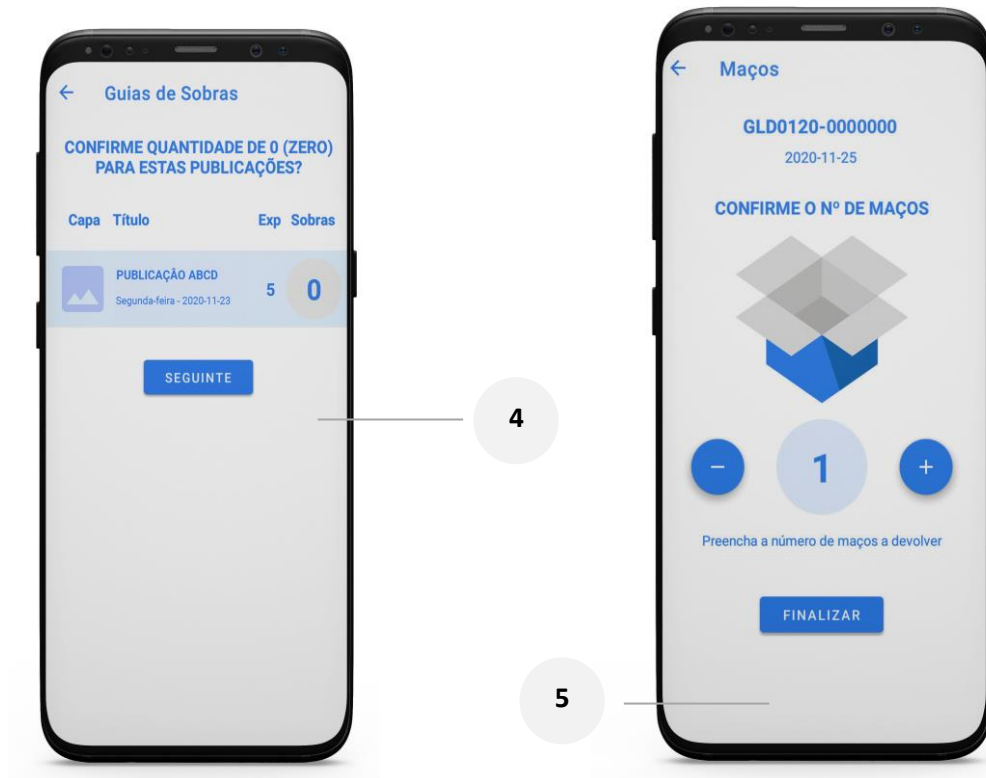 Guias de Sobras
CONFIRME QUANTIDADE DE 0 (ZERO)
PARA ESTAS PUBLICAÇÕES?
Capa Título Exp Sobras
PUBLICAÇÃO ABCD
Segunda-feira - 2020-11-23
5 0
SEGUINTE
4
Maços
GLD0120-0000000
2020-11-25
CONFIRME O Nº DE MAÇOS
− 1 +
Preencha a número de maços a devolver
FINALIZAR
5